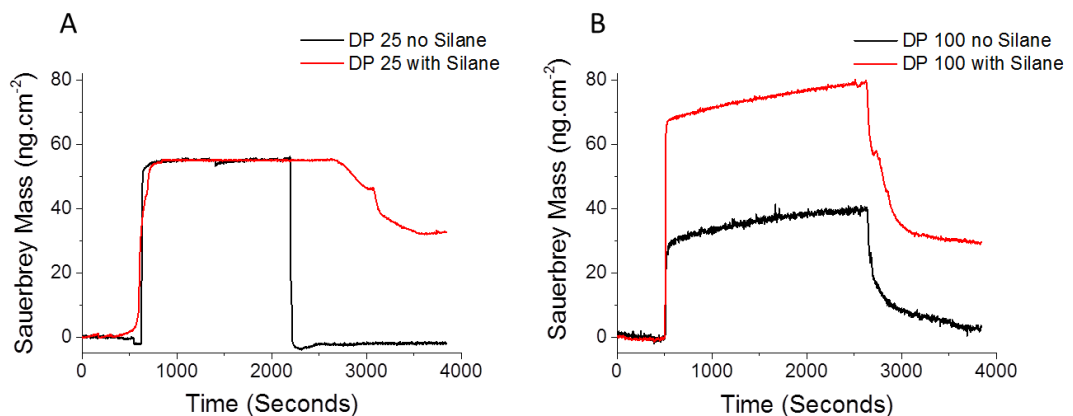 A
DP 25 no Silane
DP 25 with Silane
80
60
40
20
0
Sauerbrey Mass (ng.cm-2)
0 1000 2000 3000 4000
Time (Seconds)
B
DP 100 no Silane
DP 100 with Silane
80
60
40
20
0
Sauerbrey Mass (ng.cm-2)
0 1000 2000 3000 4000
Time (Seconds)